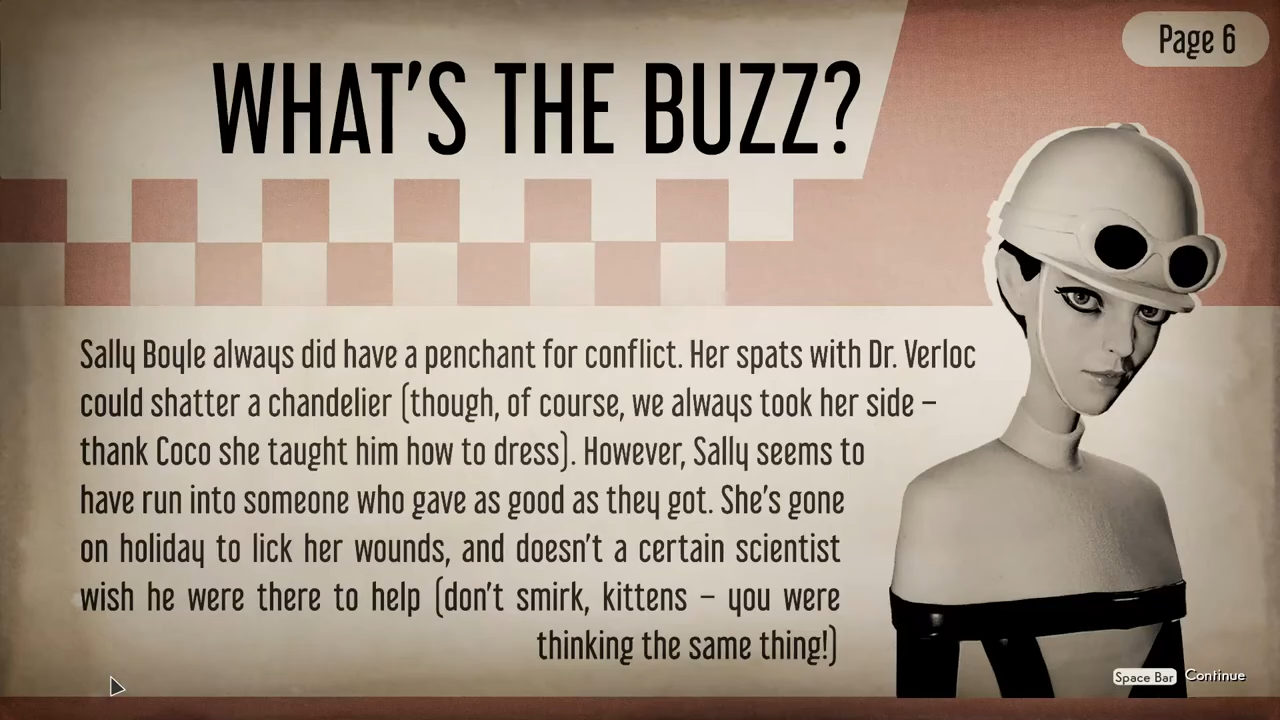 Page 6
WHAT'S THE BUZZ?
Sally Boyle always did have a penchant for conflict. Her spats with Dr. Verloc
could shatter a chandelier (though, of course, we always took her side –
thank Coco she taught him how to dress). However, Sally seems to
have run into someone who gave as good as they got. She's gone
on holiday to lick her wounds, and doesn't a certain scientist
wish he were there to help (don't smirk, kittens – you were
thinking the same thing!)
Space Bar Continue